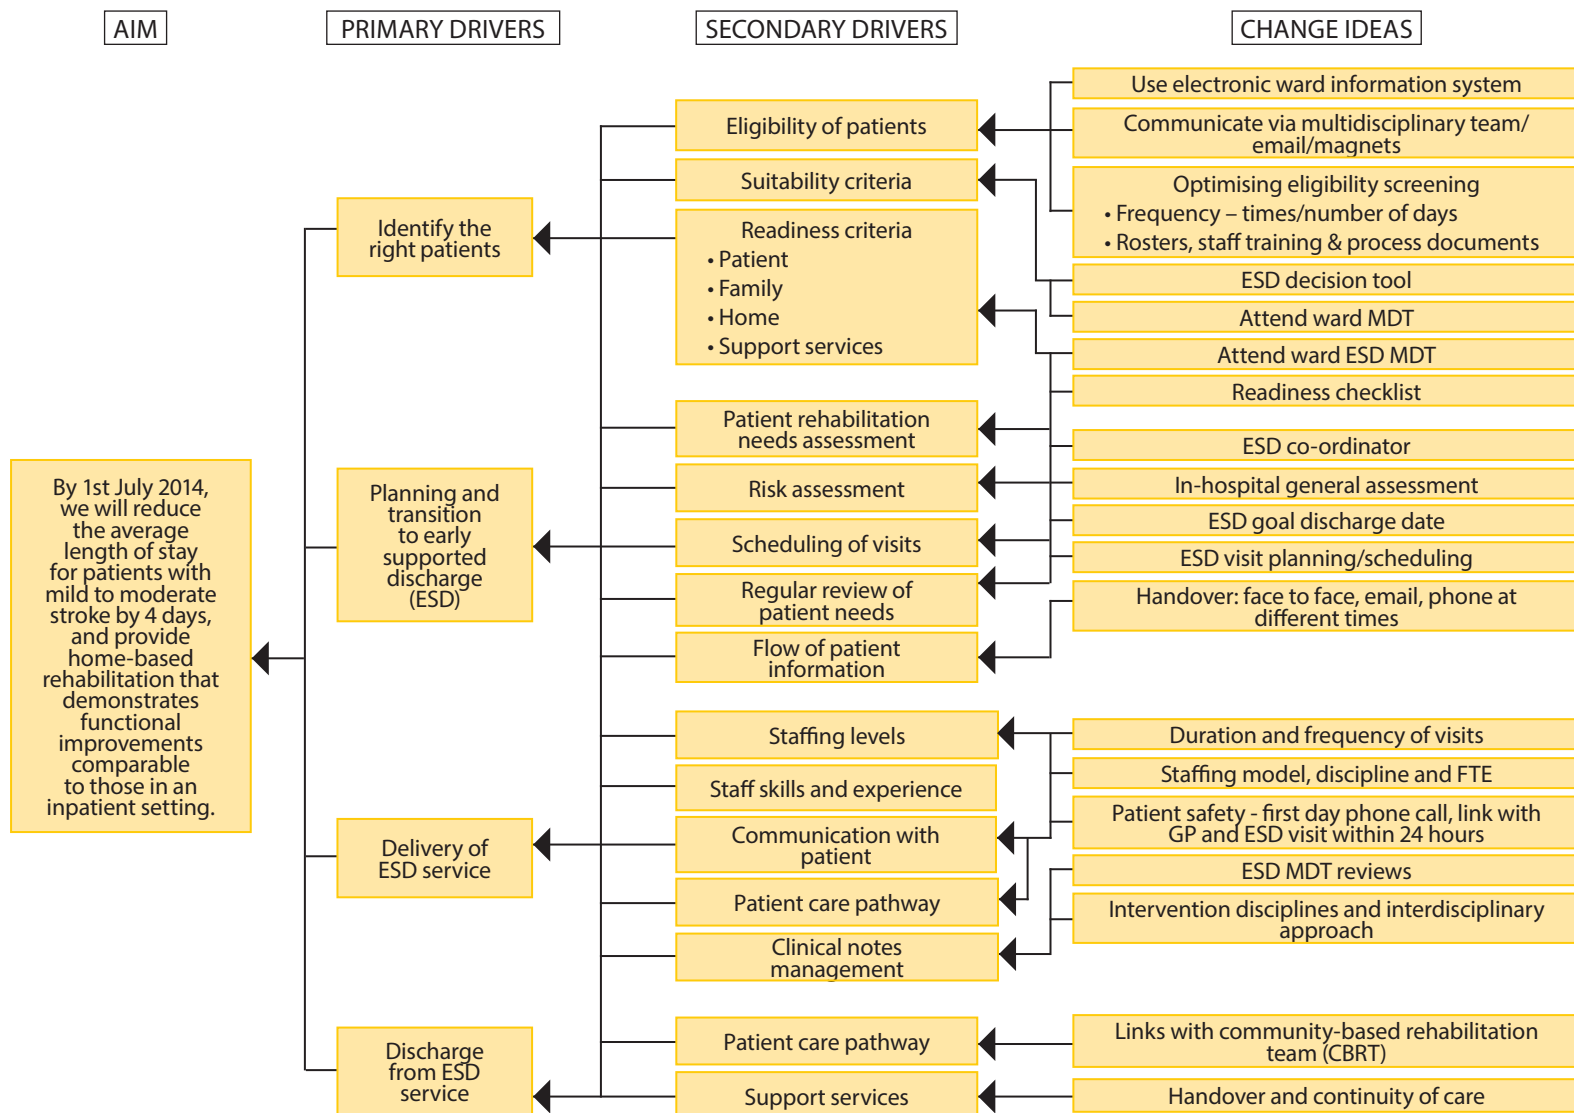 AIM
PRIMARY DRIVERS
SECONDARY DRIVERS
CHANGE IDEAS
By 1st July 2014,
we will reduce
the average
length of stay
for patients with
mild to moderate
stroke by 4 days,
and provide
home-based
rehabilitation that
demonstrates
functional
improvements
comparable
to those in an
inpatient setting.
Identify the
right patients
Planning and
transition
to early
supported
discharge
(ESD)
Delivery of
ESD service
Discharge
from ESD
service
Eligibility of patients
Suitability criteria
Readiness criteria
• Patient
• Family
• Home
• Support services
Patient rehabilitation
needs assessment
Risk assessment
Scheduling of visits
Regular review of
patient needs
Flow of patient
information
Staffing levels
Staff skills and experience
Communication with
patient
Patient care pathway
Clinical notes
management
Patient care pathway
Support services
Use electronic ward information system
Communicate via multidisciplinary team/
email/magnets
Optimising eligibility screening
• Frequency – times/number of days
• Rosters, staff training & process documents
ESD decision tool
Attend ward MDT
Attend ward ESD MDT
Readiness checklist
ESD co-ordinator
In-hospital general assessment
ESD goal discharge date
ESD visit planning/scheduling
Handover: face to face, email, phone at
different times
Duration and frequency of visits
Staffing model, discipline and FTE
Patient safety - first day phone call, link with
GP and ESD visit within 24 hours
ESD MDT reviews
Intervention disciplines and interdisciplinary
approach
Links with community-based rehabilitation
team (CBRT)
Handover and continuity of care